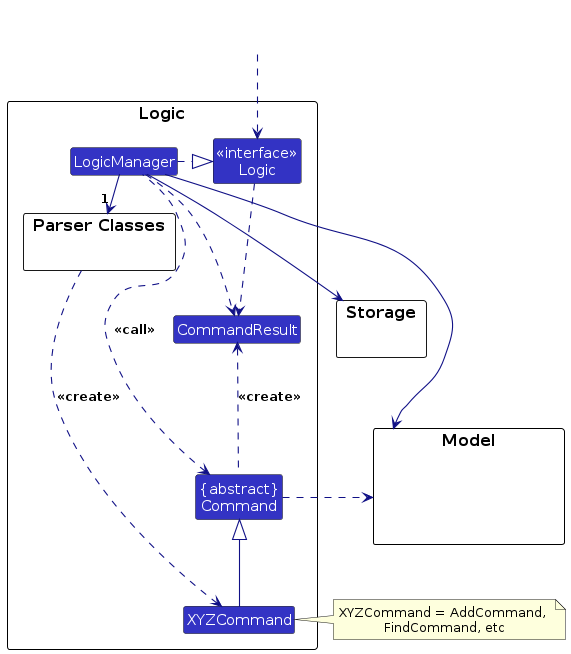 Logic
«interface»
Logic
LogicManager
1
Parser Classes
Storage
CommandResult
«call»
«create»
«create»
Model
{abstract}
Command
XYZCommand
XYZCommand = AddCommand,
FindCommand, etc